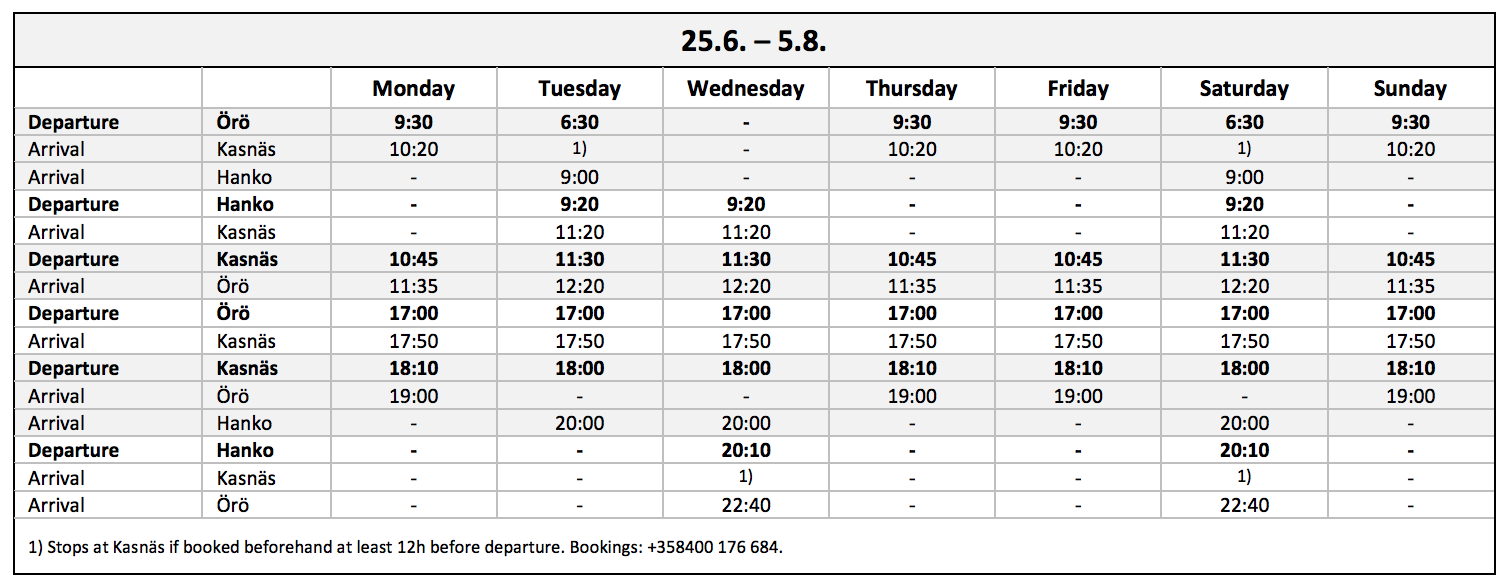 25.6. – 5.8.
Monday Tuesday Wednesday Thursday Friday Saturday Sunday
Departure Örö 9:30 6:30 - 9:30 9:30 6:30 9:30
Arrival Kasnäs 10:20 1) - 10:20 10:20 1) 10:20
Arrival Hanko - 9:00 - - - 9:00 -
Departure Hanko - 9:20 9:20 - - 9:20 -
Arrival Kasnäs - 11:20 11:20 - - 11:20 -
Departure Kasnäs 10:45 11:30 11:30 10:45 10:45 11:30 10:45
Arrival Örö 11:35 12:20 12:20 11:35 11:35 12:20 11:35
Departure Örö 17:00 17:00 17:00 17:00 17:00 17:00 17:00
Arrival Kasnäs 17:50 17:50 17:50 17:50 17:50 17:50 17:50
Departure Kasnäs 18:10 18:00 18:00 18:10 18:10 18:00 18:10
Arrival Örö 19:00 - - 19:00 19:00 - 19:00
Arrival Hanko - 20:00 20:00 - - 20:00 -
Departure Hanko - - 20:10 - - 20:10 -
Arrival Kasnäs - - 1) - - 1) -
Arrival Örö - - 22:40 - - 22:40 -
1) Stops at Kasnäs if booked beforehand at least 12h before departure. Bookings: +358400 176 684.